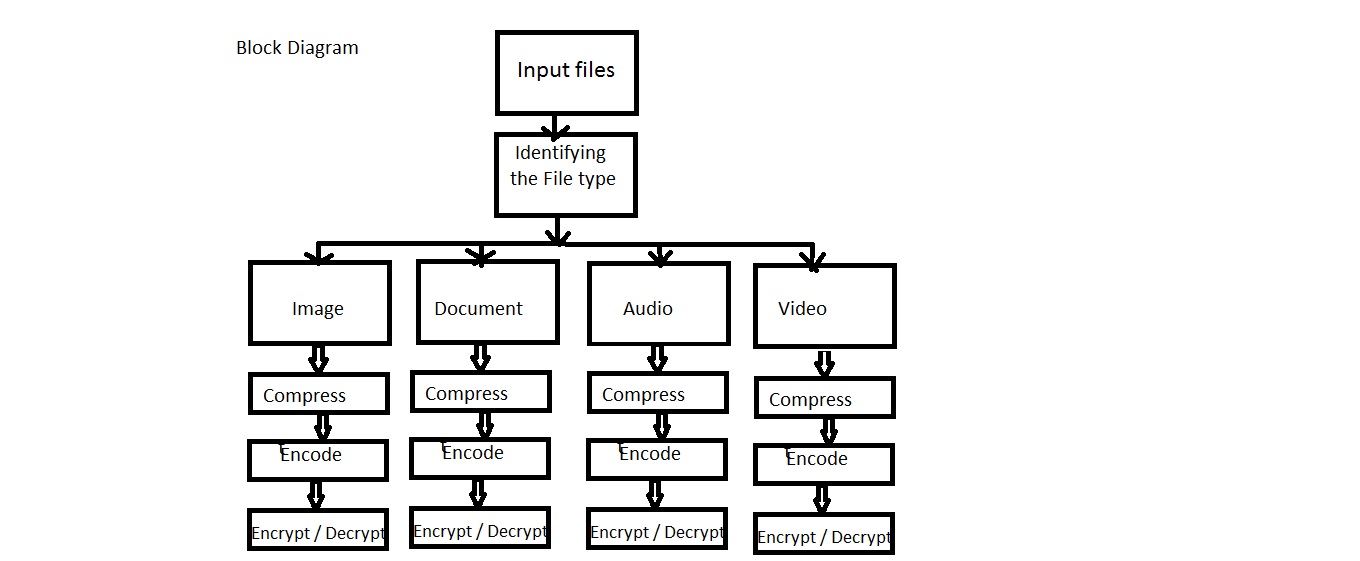 Block Diagram
Input files
Identifying
the File type
Image
Document
Audio
Video
Compress
Compress
Compress
Compress
Encode
Encode
Encode
Encode
Encrypt / Decrypt
Encrypt / Decrypt
Encrypt / Decrypt
Encrypt / Decrypt